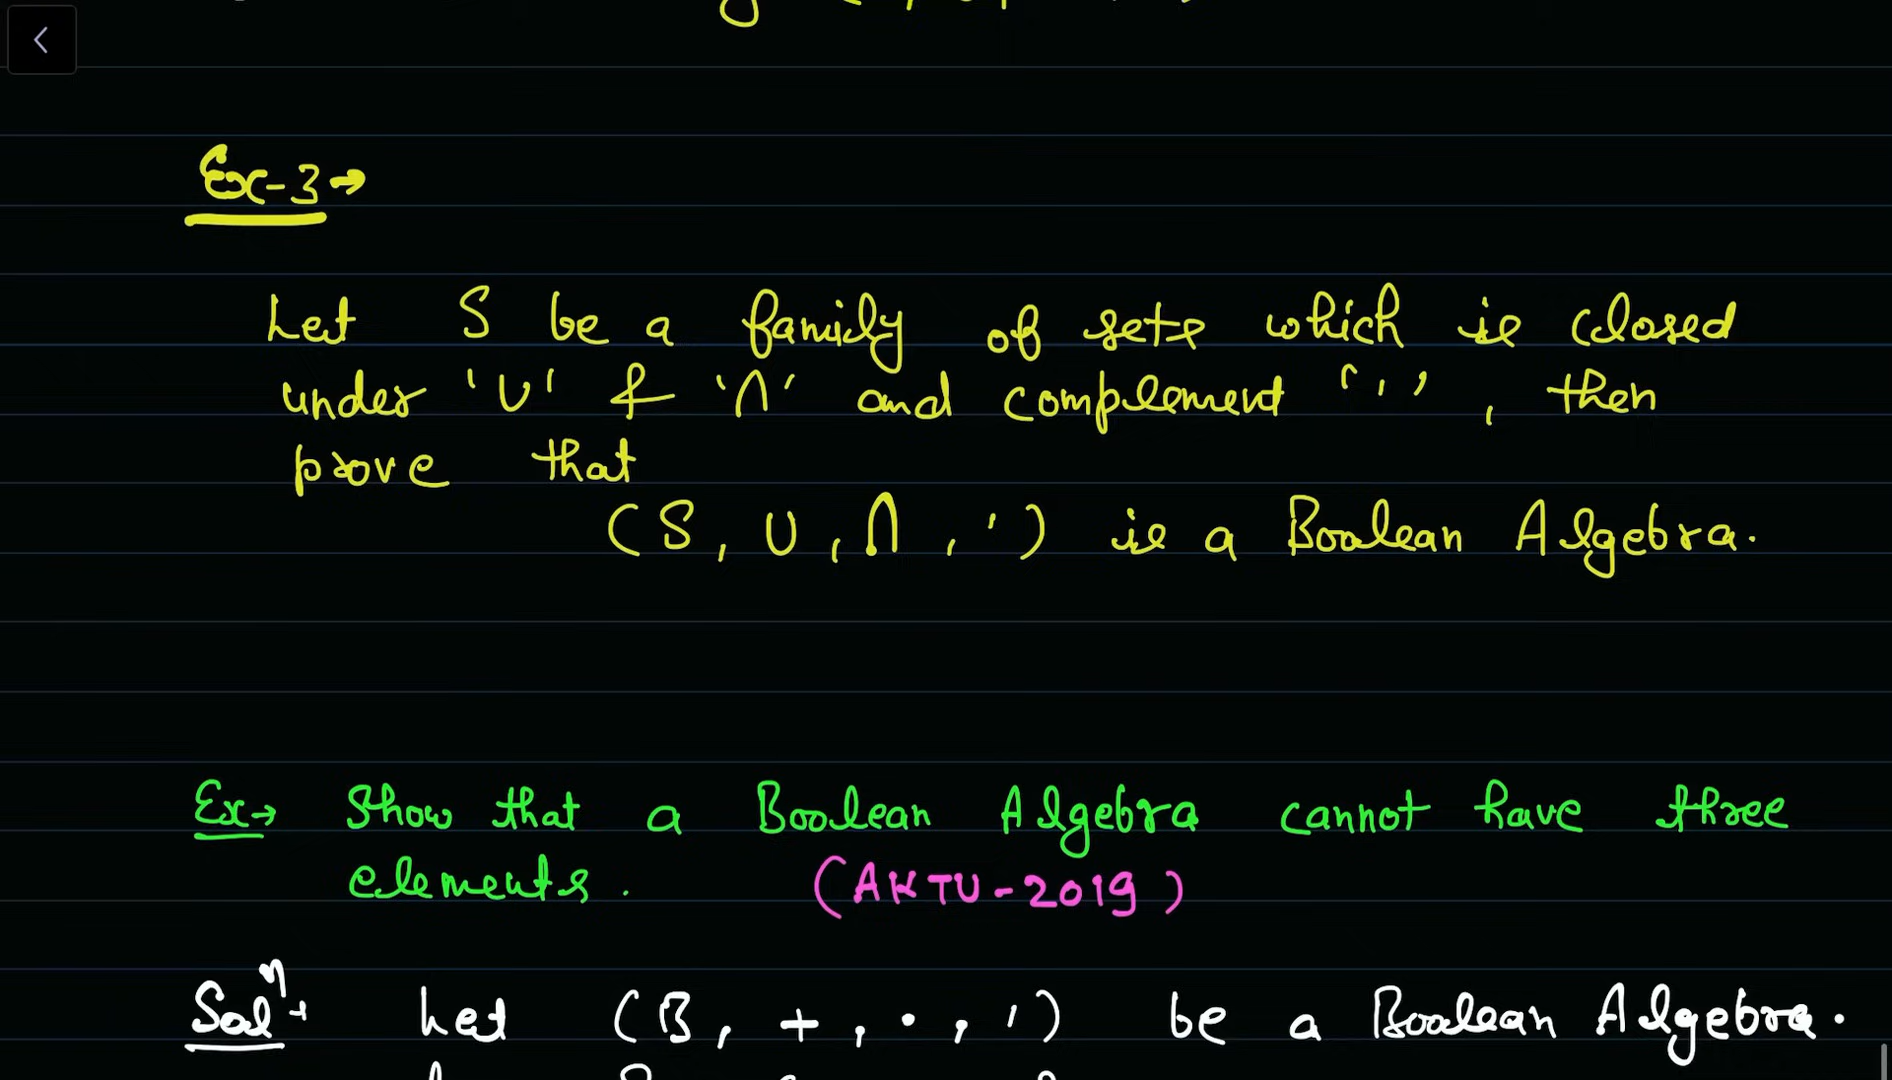 Ex-3→
Let S be a family of sets which is closed
under 'U' & '∩' and complement ''', then
prove that
(S, U, ∩, ') is a Boolean Algebra.
Ex→ Show that a Boolean Algebra cannot have three
elements. (AKTU-2019)
Solⁿ→ Let (B, +, ·, ') be a Boolean Algebra.